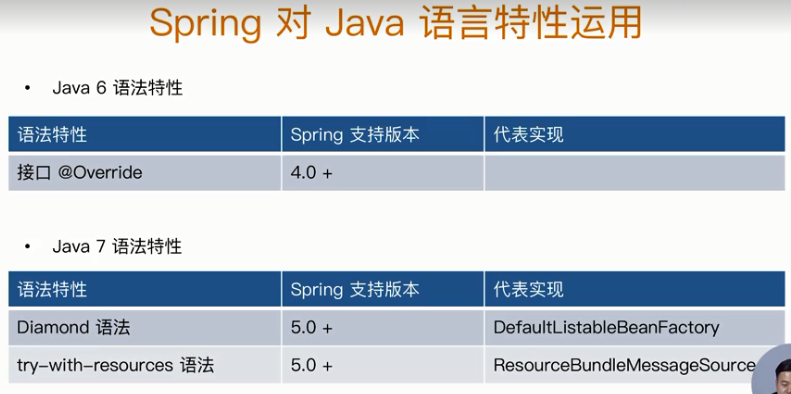 Spring 对 Java 语言特性运用
• Java 6 语法特性
语法特性 Spring 支持版本 代表实现
接口 @Override 4.0 +
• Java 7 语法特性
语法特性 Spring 支持版本 代表实现
Diamond 语法 5.0 + DefaultListableBeanFactory
try-with-resources 语法 5.0 + ResourceBundleMessageSource